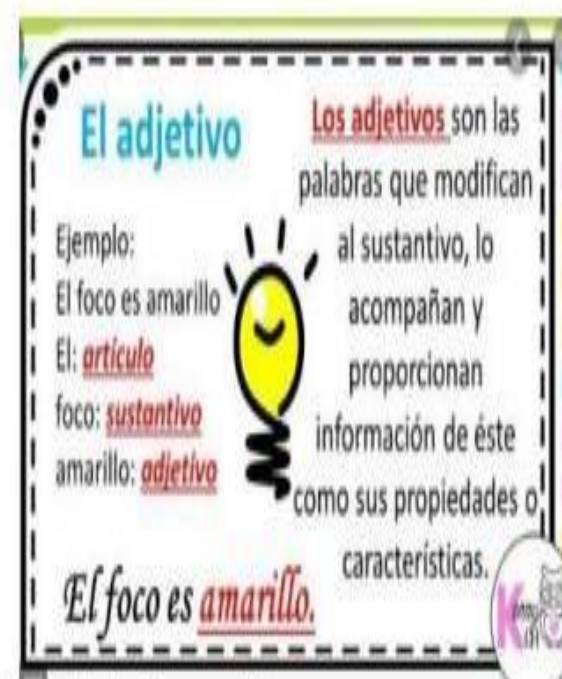 El adjetivo
Ejemplo:
El foco es amarillo
El: artículo
foco: sustantivo
amarillo: adjetivo
Los adjetivos son las
palabras que modifican
al sustantivo, lo
acompañan y
proporcionan
información de éste
como sus propiedades o
características.
El foco es amarillo.